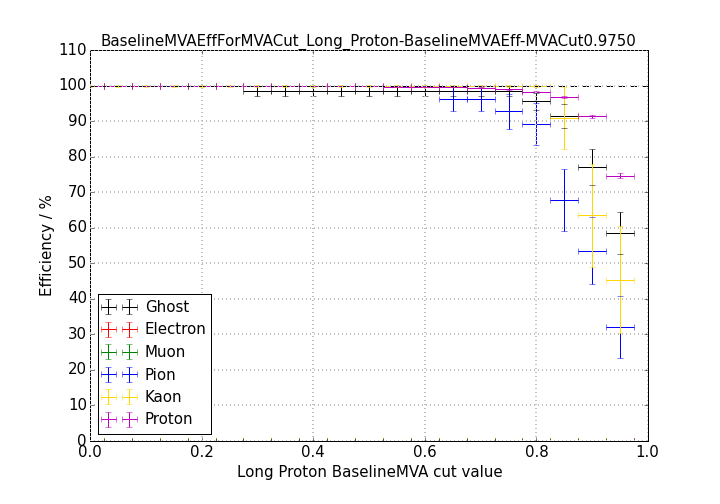 BaselineMVAEffForMVACut_Long_Proton-BaselineMVAEff-MVACut0.9750
110
100
90
80
70
60
50
40
30
20
10
0
Efficiency / %
Ghost
Electron
Muon
Pion
Kaon
Proton
0.0 0.2 0.4 0.6 0.8 1.0
Long Proton BaselineMVA cut value